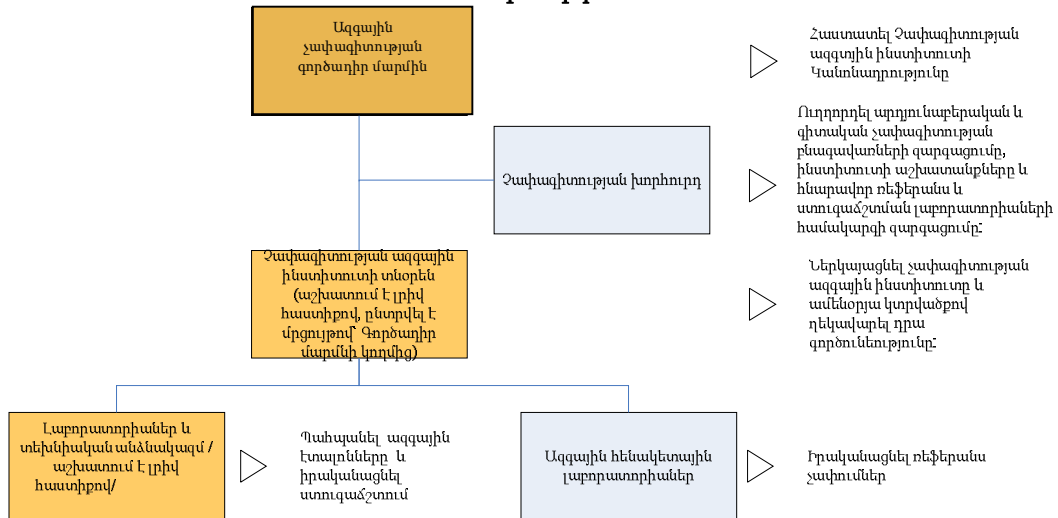 Ազգային
չափագիտության
գործադիր մարմին
Հաստատել Չափագիտության
ազգտյին ինստիտուտի
Կանոնադրությունը
Չափագիտության խորհուրդ
Ուղղորդել արդյունաբերական և
գիտական չափագիտության
բնագավառների զարգացումը,
ինստիտուտի աշխատանքները և
հնարավոր ռեֆերանս և
ստուգաճշտման լաբորատորիաների
համակարգի զարգացումը:
Չափագիտության ազգային
ինստիտուտի տնօրեն
(աշխատում է լրիվ
հաստիքով, ընտրվել է
մրցույթով՝ Գործադիր
մարմնի կողմից)
Ներկայացնել չափագիտության
ազգային ինստիտուտը և
ամենօրյա կտրվածքով
ղեկավարել դրա
գործունեությունը:
Լաբորատորիաներ և
տեխնիական անձնակազմ /
աշխատում է լրիվ
հաստիքով/
Պահպանել ազգային
էտալոնները և
իրականացնել
ստուգաճշտում
Ազգային հենակետային
լաբորատորիաներ
Իրականացնել ռեֆերանս
չափումներ